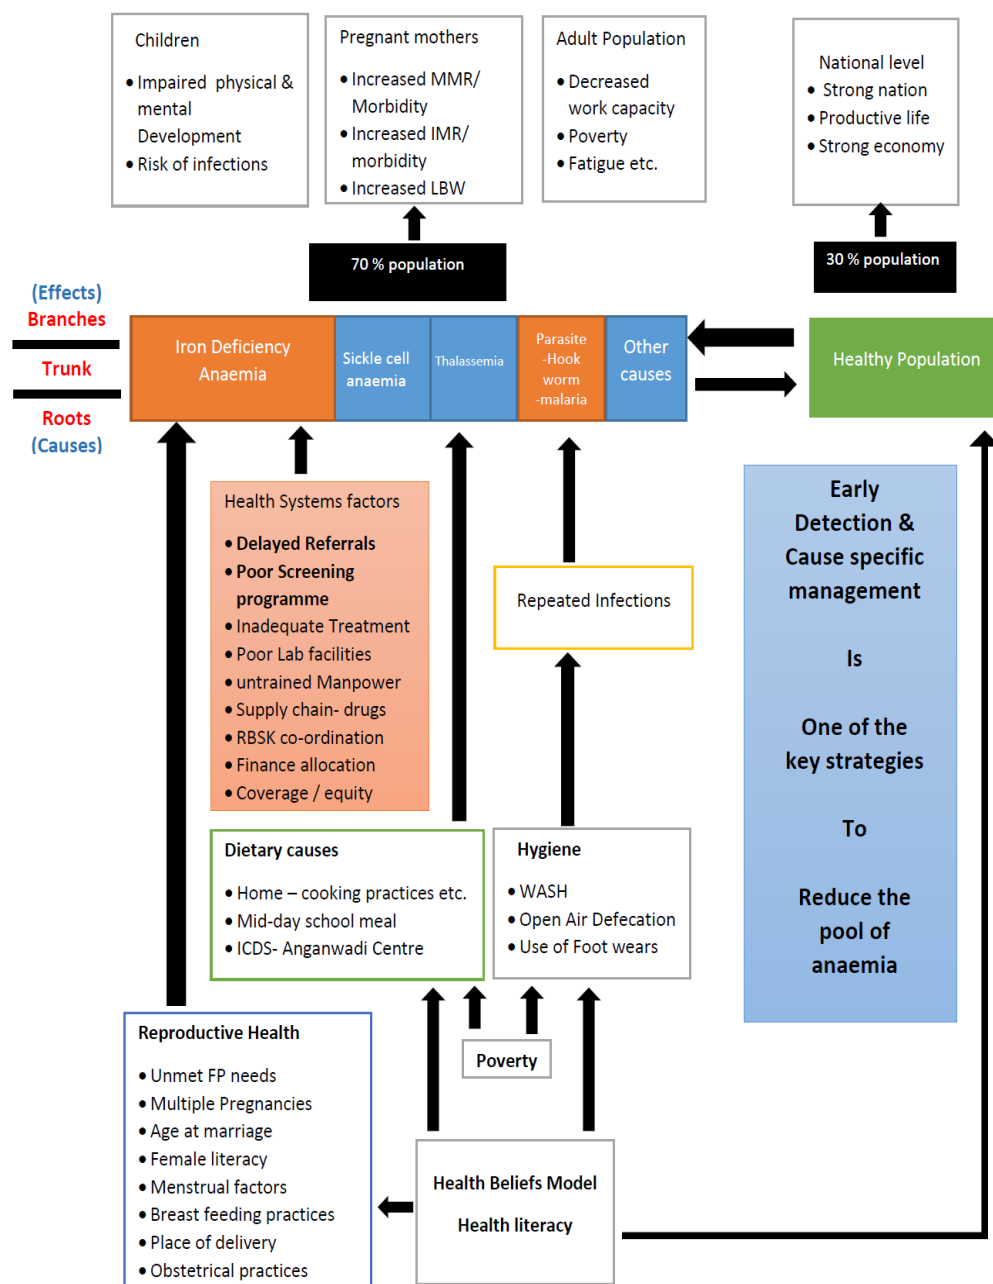 Children
• Impaired physical &
mental
Development
• Risk of infections
Pregnant mothers
• Increased MMR/
Morbidity
• Increased IMR/
morbidity
• Increased LBW
Adult Population
• Decreased
work capacity
• Poverty
• Fatigue etc.
National level
• Strong nation
• Productive life
• Strong economy
70 % population
30 % population
(Effects)
Branches
Trunk
Roots
(Causes)
Iron Deficiency
Anaemia
Sickle cell
anaemia
Thalassemia
Parasite
-Hook
worm
-malaria
Other
causes
Healthy Population
Health Systems factors
• Delayed Referrals
• Poor Screening
programme
• Inadequate Treatment
• Poor Lab facilities
• untrained Manpower
• Supply chain- drugs
• RBSK co-ordination
• Finance allocation
• Coverage / equity
Repeated Infections
Early
Detection &
Cause specific
management
Is
One of the
key strategies
To
Reduce the
pool of
anaemia
Dietary causes
• Home – cooking practices etc.
• Mid-day school meal
• ICDS- Anganwadi Centre
Hygiene
• WASH
• Open Air Defecation
• Use of Foot wears
Poverty
Reproductive Health
• Unmet FP needs
• Multiple Pregnancies
• Age at marriage
• Female literacy
• Menstrual factors
• Breast feeding practices
• Place of delivery
• Obstetrical practices
Health Beliefs Model
Health literacy